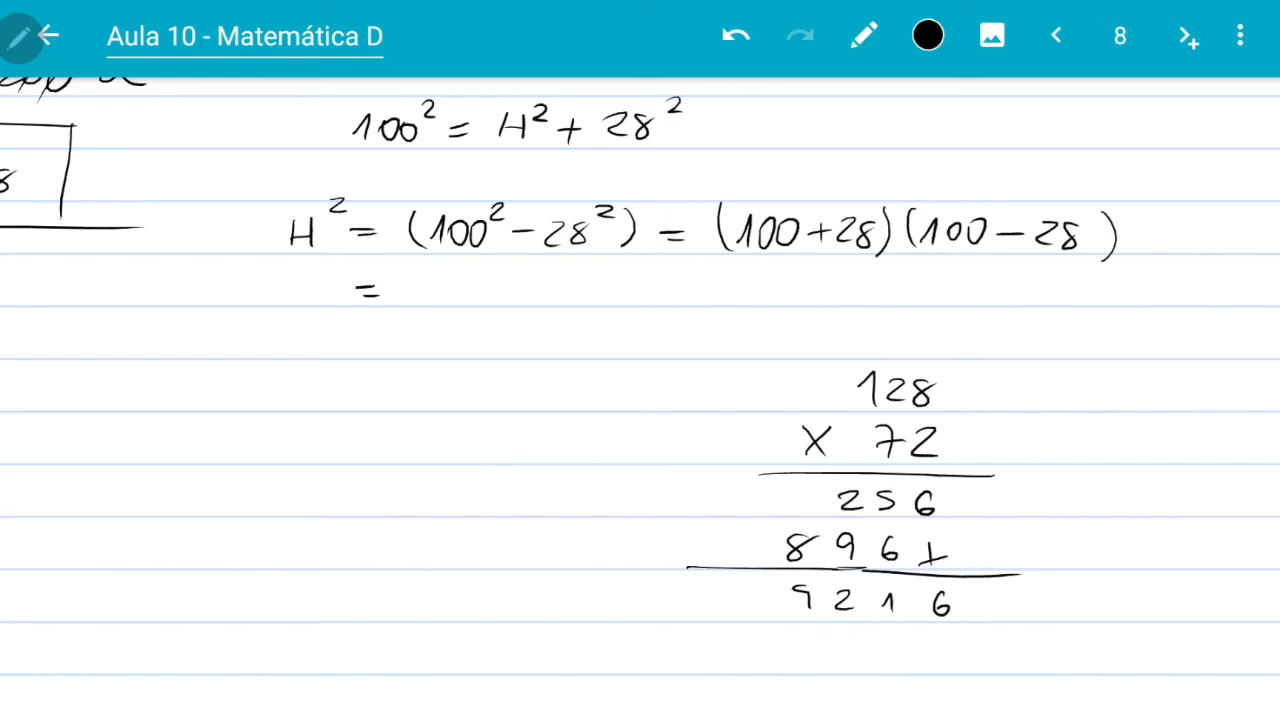 Aula 10 - Matemática D
8
100² = H² + 28²
8
H² = (100² - 28²) = (100+28)(100-28)
=
128
X 72
256
896+
9216